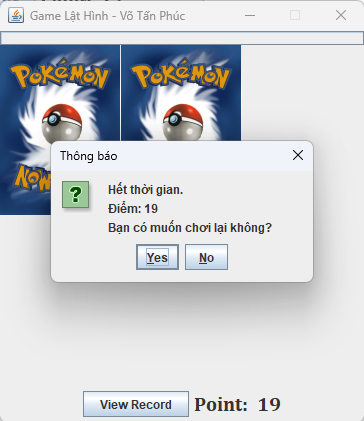 Game Lật Hình - Võ Tấn Phúc
POKéMON
POKéMON
Thông báo
Hết thời gian.
Điểm: 19
Bạn có muốn chơi lại không?
Yes
No
View Record
Point: 19